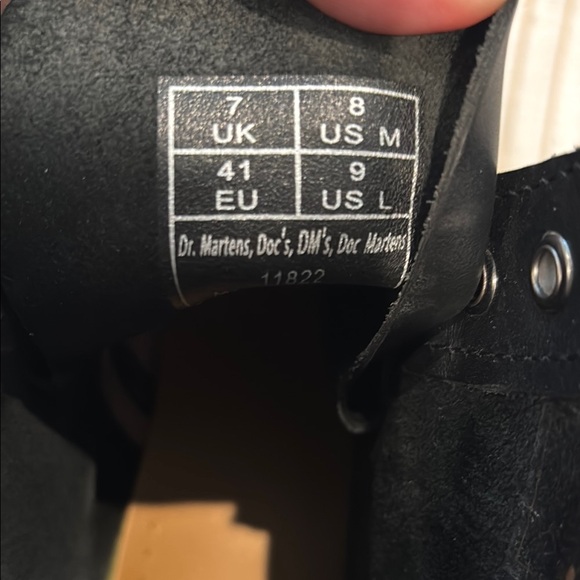 7 8
UK US M
41 9
EU US L
Dr. Martens, Doc's, DM's, Doc Martens
11822